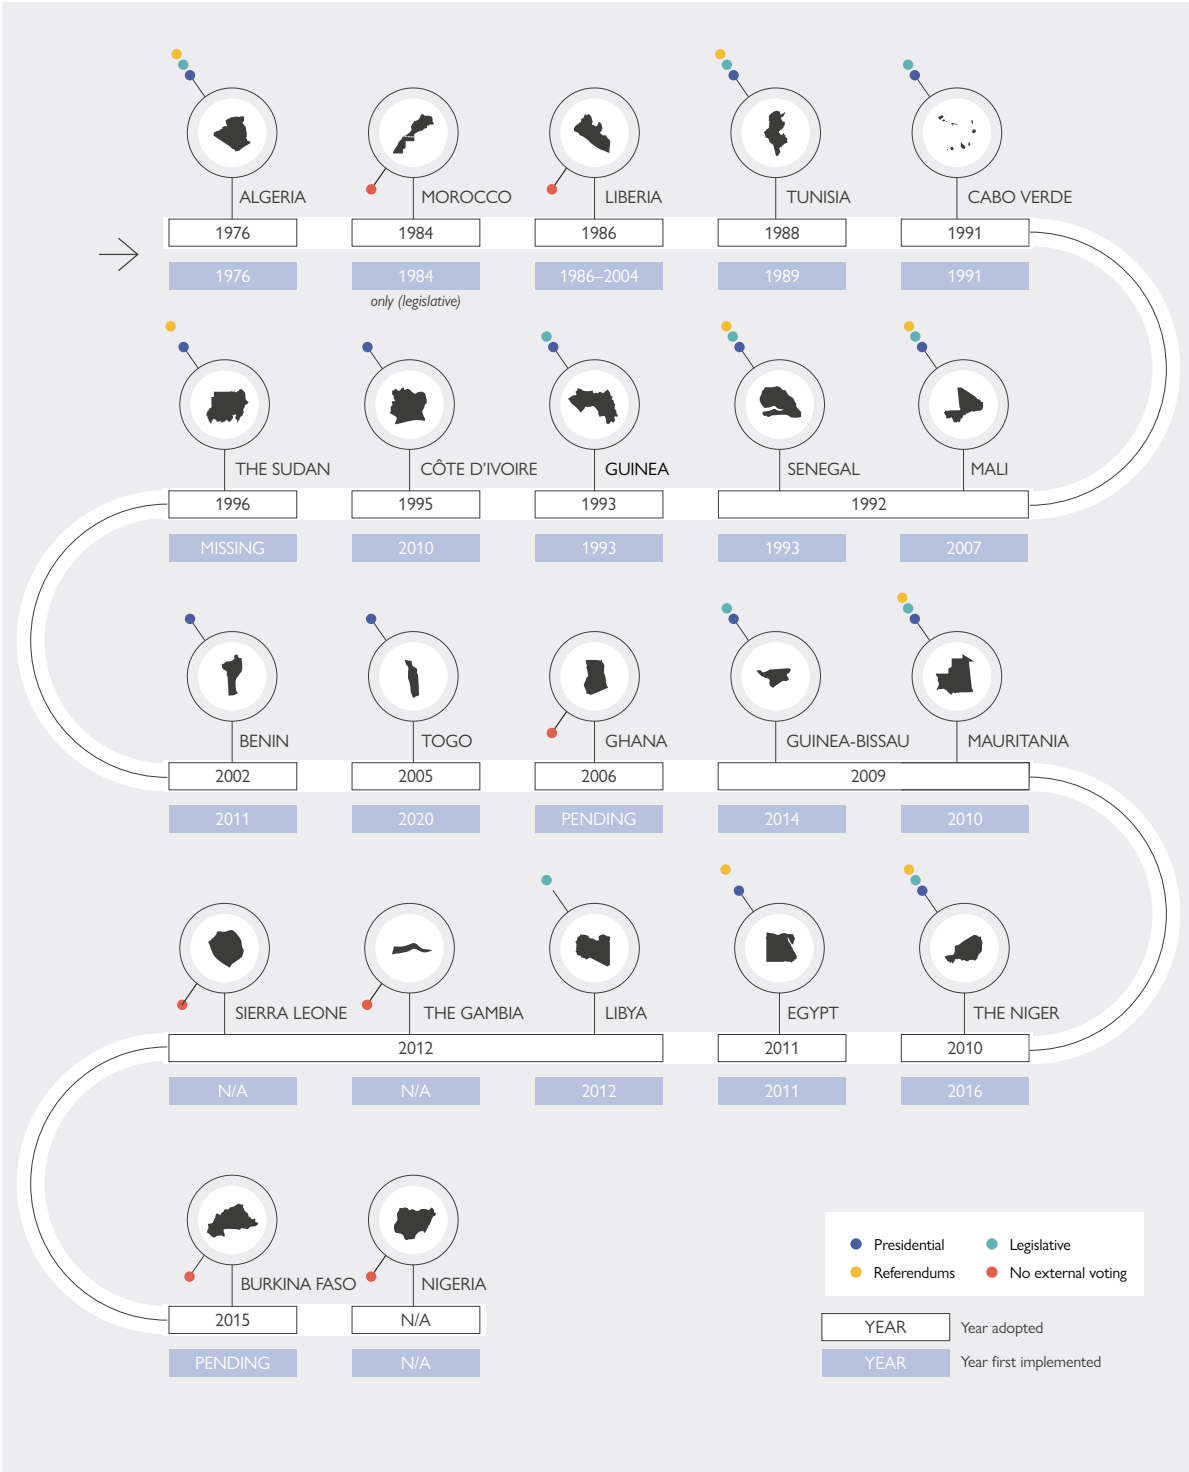 ALGERIA
MOROCCO
LIBERIA
TUNISIA
CABO VERDE
1976
1984
1986
1988
1991
1976
1984
1986–2004
1989
1991
only (legislative)
THE SUDAN
CÔTE D'IVOIRE
GUINEA
SENEGAL
MALI
1996
1995
1993
1992
MISSING
2010
1993
1993
2007
BENIN
TOGO
GHANA
GUINEA-BISSAU
MAURITANIA
2002
2005
2006
2009
2011
2020
PENDING
2014
2010
SIERRA LEONE
THE GAMBIA
LIBYA
EGYPT
THE NIGER
2012
2011
2010
N/A
N/A
2012
2011
2016
BURKINA FASO
NIGERIA
2015
N/A
PENDING
N/A
Presidential
Legislative
Referendums
No external voting
YEAR
Year adopted
YEAR
Year first implemented